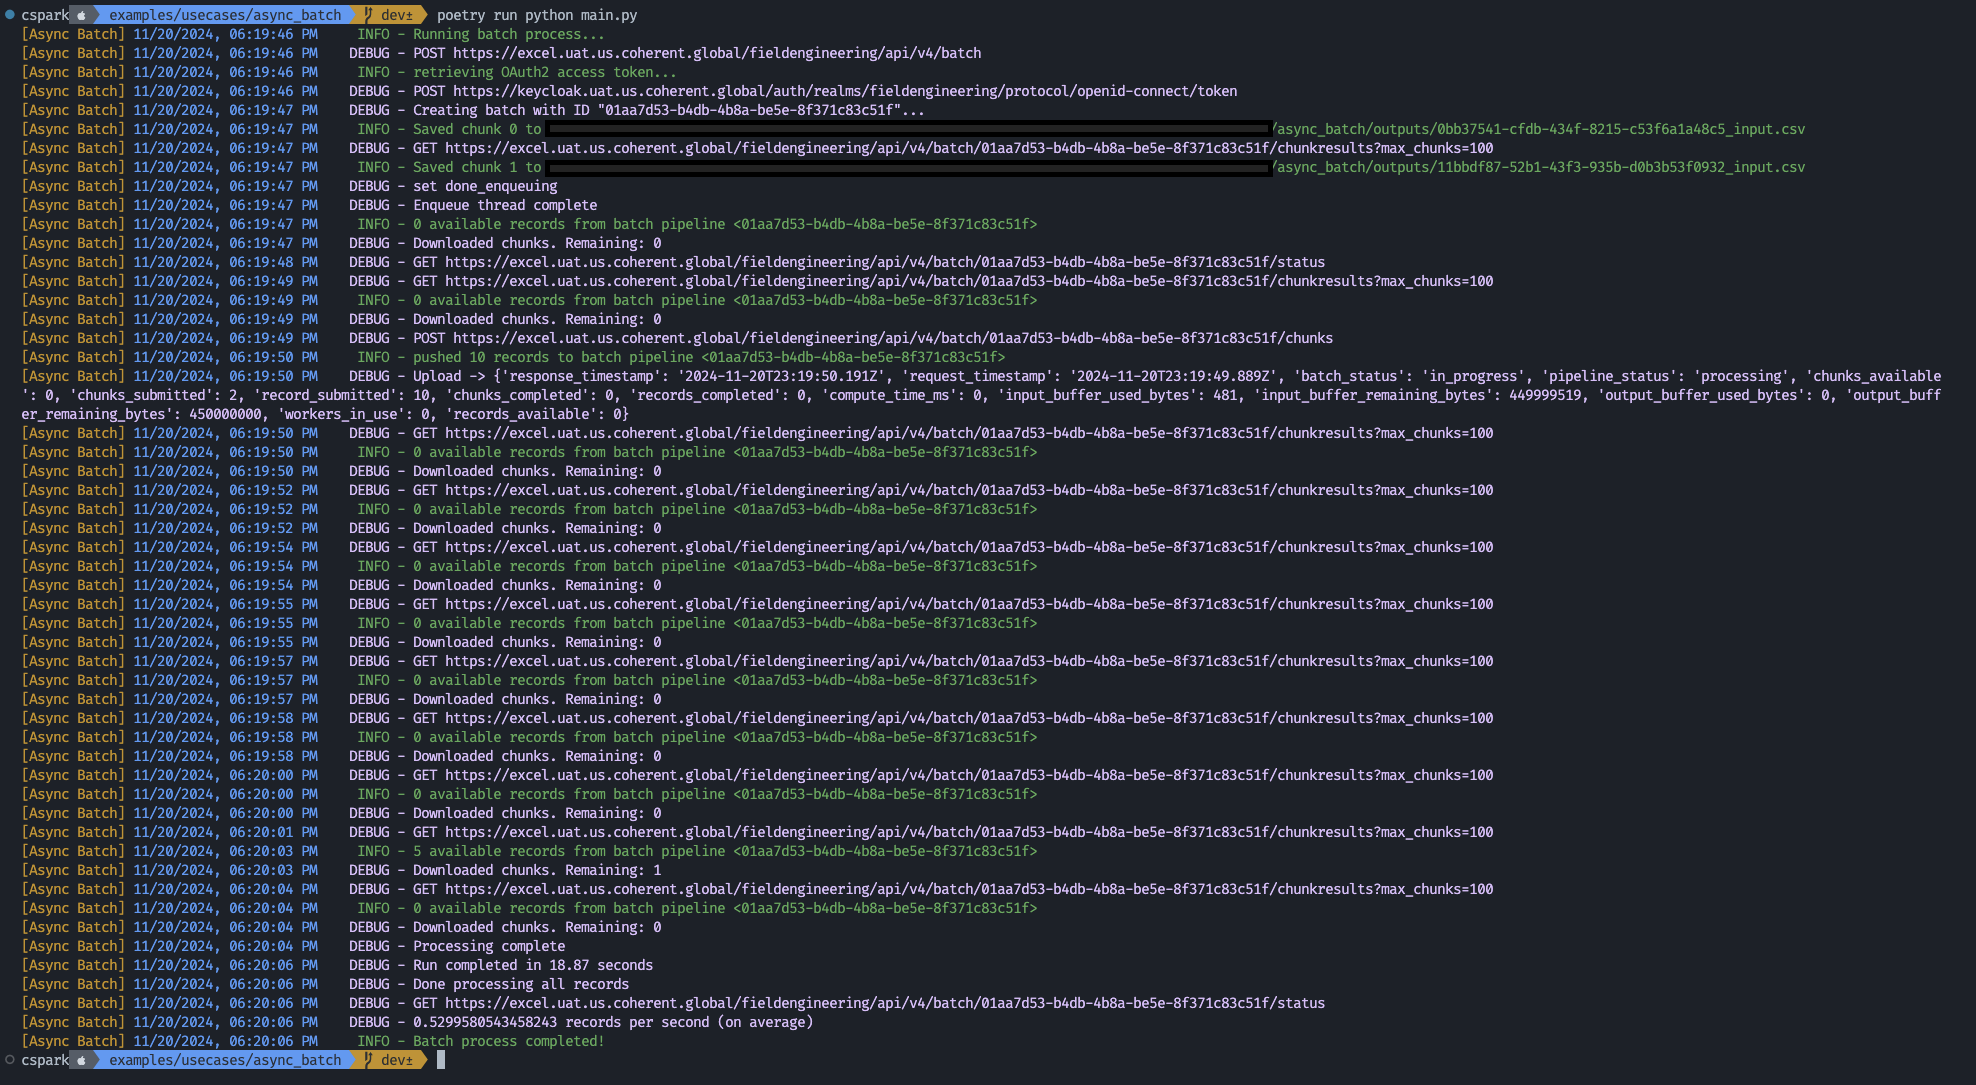 cspark examples/usecases/async_batch dev± poetry run python main.py
[Async Batch] 11/20/2024, 06:19:46 PM INFO - Running batch process...
[Async Batch] 11/20/2024, 06:19:46 PM DEBUG - POST https://excel.uat.us.coherent.global/fieldengineering/api/v4/batch
[Async Batch] 11/20/2024, 06:19:46 PM INFO - retrieving OAuth2 access token...
[Async Batch] 11/20/2024, 06:19:46 PM DEBUG - POST https://keycloak.uat.us.coherent.global/auth/realms/fieldengineering/protocol/openid-connect/token
[Async Batch] 11/20/2024, 06:19:47 PM DEBUG - Creating batch with ID "01aa7d53-b4db-4b8a-be5e-8f371c83c51f"...
[Async Batch] 11/20/2024, 06:19:47 PM INFO - Saved chunk 0 to /async_batch/outputs/0bb37541-cfdb-434f-8215-c53f6a1a48c5_input.csv
[Async Batch] 11/20/2024, 06:19:47 PM DEBUG - GET https://excel.uat.us.coherent.global/fieldengineering/api/v4/batch/01aa7d53-b4db-4b8a-be5e-8f371c83c51f/chunkresults?max_chunks=100
[Async Batch] 11/20/2024, 06:19:47 PM INFO - Saved chunk 1 to /async_batch/outputs/11bbdf87-52b1-43f3-935b-d0b3b53f0932_input.csv
[Async Batch] 11/20/2024, 06:19:47 PM DEBUG - set done_enqueuing
[Async Batch] 11/20/2024, 06:19:47 PM DEBUG - Enqueue thread complete
[Async Batch] 11/20/2024, 06:19:47 PM INFO - 0 available records from batch pipeline <01aa7d53-b4db-4b8a-be5e-8f371c83c51f>
[Async Batch] 11/20/2024, 06:19:47 PM DEBUG - Downloaded chunks. Remaining: 0
[Async Batch] 11/20/2024, 06:19:48 PM DEBUG - GET https://excel.uat.us.coherent.global/fieldengineering/api/v4/batch/01aa7d53-b4db-4b8a-be5e-8f371c83c51f/status
[Async Batch] 11/20/2024, 06:19:49 PM DEBUG - GET https://excel.uat.us.coherent.global/fieldengineering/api/v4/batch/01aa7d53-b4db-4b8a-be5e-8f371c83c51f/chunkresults?max_chunks=100
[Async Batch] 11/20/2024, 06:19:49 PM INFO - 0 available records from batch pipeline <01aa7d53-b4db-4b8a-be5e-8f371c83c51f>
[Async Batch] 11/20/2024, 06:19:49 PM DEBUG - Downloaded chunks. Remaining: 0
[Async Batch] 11/20/2024, 06:19:49 PM DEBUG - POST https://excel.uat.us.coherent.global/fieldengineering/api/v4/batch/01aa7d53-b4db-4b8a-be5e-8f371c83c51f/chunks
[Async Batch] 11/20/2024, 06:19:50 PM INFO - pushed 10 records to batch pipeline <01aa7d53-b4db-4b8a-be5e-8f371c83c51f>
[Async Batch] 11/20/2024, 06:19:50 PM DEBUG - Upload -> {'response_timestamp': '2024-11-20T23:19:50.191Z', 'request_timestamp': '2024-11-20T23:19:49.889Z', 'batch_status': 'in_progress', 'pipeline_status': 'processing', 'chunks_available
': 0, 'chunks_submitted': 2, 'record_submitted': 10, 'chunks_completed': 0, 'records_completed': 0, 'compute_time_ms': 0, 'input_buffer_used_bytes': 481, 'input_buffer_remaining_bytes': 449999519, 'output_buffer_used_bytes': 0, 'output_buff
er_remaining_bytes': 450000000, 'workers_in_use': 0, 'records_available': 0}
[Async Batch] 11/20/2024, 06:19:50 PM DEBUG - GET https://excel.uat.us.coherent.global/fieldengineering/api/v4/batch/01aa7d53-b4db-4b8a-be5e-8f371c83c51f/chunkresults?max_chunks=100
[Async Batch] 11/20/2024, 06:19:50 PM INFO - 0 available records from batch pipeline <01aa7d53-b4db-4b8a-be5e-8f371c83c51f>
[Async Batch] 11/20/2024, 06:19:50 PM DEBUG - Downloaded chunks. Remaining: 0
[Async Batch] 11/20/2024, 06:19:52 PM DEBUG - GET https://excel.uat.us.coherent.global/fieldengineering/api/v4/batch/01aa7d53-b4db-4b8a-be5e-8f371c83c51f/chunkresults?max_chunks=100
[Async Batch] 11/20/2024, 06:19:52 PM INFO - 0 available records from batch pipeline <01aa7d53-b4db-4b8a-be5e-8f371c83c51f>
[Async Batch] 11/20/2024, 06:19:52 PM DEBUG - Downloaded chunks. Remaining: 0
[Async Batch] 11/20/2024, 06:19:54 PM DEBUG - GET https://excel.uat.us.coherent.global/fieldengineering/api/v4/batch/01aa7d53-b4db-4b8a-be5e-8f371c83c51f/chunkresults?max_chunks=100
[Async Batch] 11/20/2024, 06:19:54 PM INFO - 0 available records from batch pipeline <01aa7d53-b4db-4b8a-be5e-8f371c83c51f>
[Async Batch] 11/20/2024, 06:19:54 PM DEBUG - Downloaded chunks. Remaining: 0
[Async Batch] 11/20/2024, 06:19:55 PM DEBUG - GET https://excel.uat.us.coherent.global/fieldengineering/api/v4/batch/01aa7d53-b4db-4b8a-be5e-8f371c83c51f/chunkresults?max_chunks=100
[Async Batch] 11/20/2024, 06:19:55 PM INFO - 0 available records from batch pipeline <01aa7d53-b4db-4b8a-be5e-8f371c83c51f>
[Async Batch] 11/20/2024, 06:19:55 PM DEBUG - Downloaded chunks. Remaining: 0
[Async Batch] 11/20/2024, 06:19:57 PM DEBUG - GET https://excel.uat.us.coherent.global/fieldengineering/api/v4/batch/01aa7d53-b4db-4b8a-be5e-8f371c83c51f/chunkresults?max_chunks=100
[Async Batch] 11/20/2024, 06:19:57 PM INFO - 0 available records from batch pipeline <01aa7d53-b4db-4b8a-be5e-8f371c83c51f>
[Async Batch] 11/20/2024, 06:19:57 PM DEBUG - Downloaded chunks. Remaining: 0
[Async Batch] 11/20/2024, 06:19:58 PM DEBUG - GET https://excel.uat.us.coherent.global/fieldengineering/api/v4/batch/01aa7d53-b4db-4b8a-be5e-8f371c83c51f/chunkresults?max_chunks=100
[Async Batch] 11/20/2024, 06:19:58 PM INFO - 0 available records from batch pipeline <01aa7d53-b4db-4b8a-be5e-8f371c83c51f>
[Async Batch] 11/20/2024, 06:19:58 PM DEBUG - Downloaded chunks. Remaining: 0
[Async Batch] 11/20/2024, 06:20:00 PM DEBUG - GET https://excel.uat.us.coherent.global/fieldengineering/api/v4/batch/01aa7d53-b4db-4b8a-be5e-8f371c83c51f/chunkresults?max_chunks=100
[Async Batch] 11/20/2024, 06:20:00 PM INFO - 0 available records from batch pipeline <01aa7d53-b4db-4b8a-be5e-8f371c83c51f>
[Async Batch] 11/20/2024, 06:20:00 PM DEBUG - Downloaded chunks. Remaining: 0
[Async Batch] 11/20/2024, 06:20:01 PM DEBUG - GET https://excel.uat.us.coherent.global/fieldengineering/api/v4/batch/01aa7d53-b4db-4b8a-be5e-8f371c83c51f/chunkresults?max_chunks=100
[Async Batch] 11/20/2024, 06:20:03 PM INFO - 5 available records from batch pipeline <01aa7d53-b4db-4b8a-be5e-8f371c83c51f>
[Async Batch] 11/20/2024, 06:20:03 PM DEBUG - Downloaded chunks. Remaining: 1
[Async Batch] 11/20/2024, 06:20:04 PM DEBUG - GET https://excel.uat.us.coherent.global/fieldengineering/api/v4/batch/01aa7d53-b4db-4b8a-be5e-8f371c83c51f/chunkresults?max_chunks=100
[Async Batch] 11/20/2024, 06:20:04 PM INFO - 0 available records from batch pipeline <01aa7d53-b4db-4b8a-be5e-8f371c83c51f>
[Async Batch] 11/20/2024, 06:20:04 PM DEBUG - Downloaded chunks. Remaining: 0
[Async Batch] 11/20/2024, 06:20:04 PM DEBUG - Processing complete
[Async Batch] 11/20/2024, 06:20:06 PM DEBUG - Run completed in 18.87 seconds
[Async Batch] 11/20/2024, 06:20:06 PM DEBUG - Done processing all records
[Async Batch] 11/20/2024, 06:20:06 PM DEBUG - GET https://excel.uat.us.coherent.global/fieldengineering/api/v4/batch/01aa7d53-b4db-4b8a-be5e-8f371c83c51f/status
[Async Batch] 11/20/2024, 06:20:06 PM DEBUG - 0.5299580543458243 records per second (on average)
[Async Batch] 11/20/2024, 06:20:06 PM INFO - Batch process completed!
cspark examples/usecases/async_batch dev±